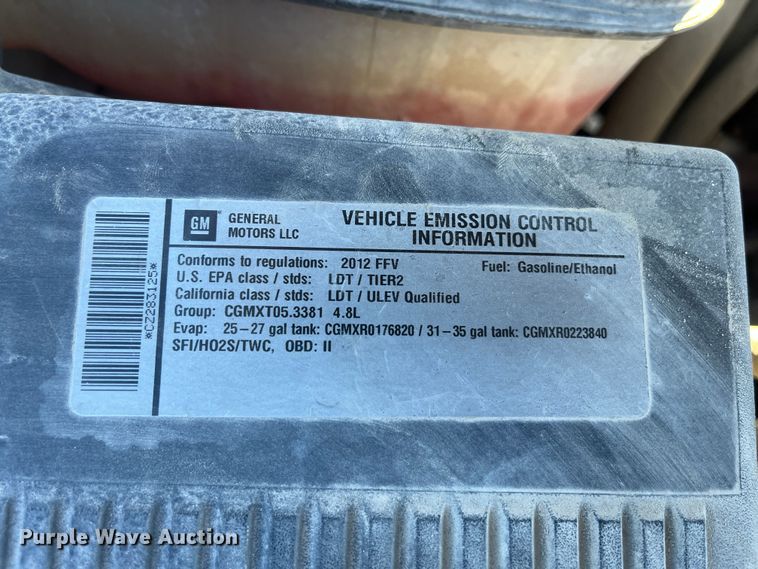 GM
GENERAL
MOTORS LLC
VEHICLE EMISSION CONTROL
INFORMATION
Conforms to regulations: 2012 FFV Fuel: Gasoline/Ethanol
U.S. EPA class / stds: LDT / TIER2
California class / stds: LDT / ULEV Qualified
Group: CGMXT05.3381 4.8L
Evap: 25-27 gal tank: CGMXR0176820 / 31-35 gal tank: CGMXR0223840
SFI/HO2S/TWC, OBD: II
*CZ283125*
Purple Wave Auction